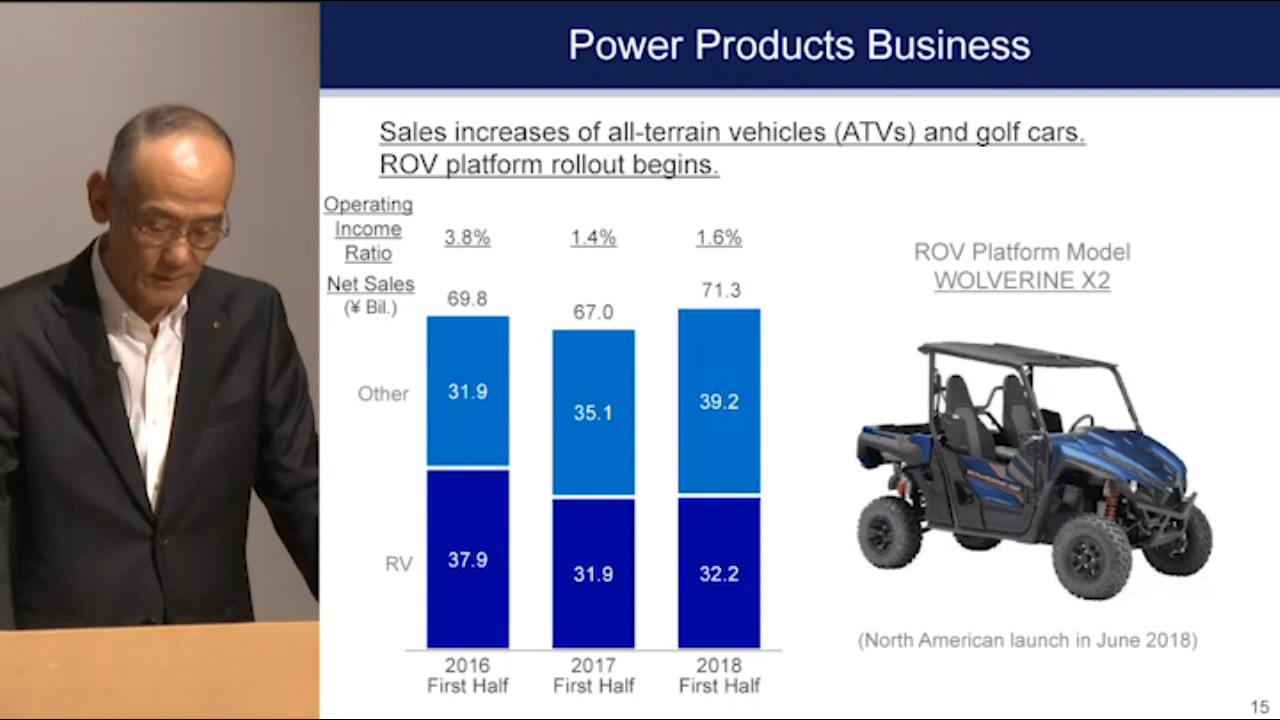 Power Products Business
Sales increases of all-terrain vehicles (ATVs) and golf cars.
ROV platform rollout begins.
Operating
Income
Ratio
3.8%
1.4%
1.6%
Net Sales
(¥ Bil.)
69.8
67.0
71.3
Other
31.9
35.1
39.2
RV
37.9
31.9
32.2
2016
First Half
2017
First Half
2018
First Half
ROV Platform Model
WOLVERINE X2
(North American launch in June 2018)
15